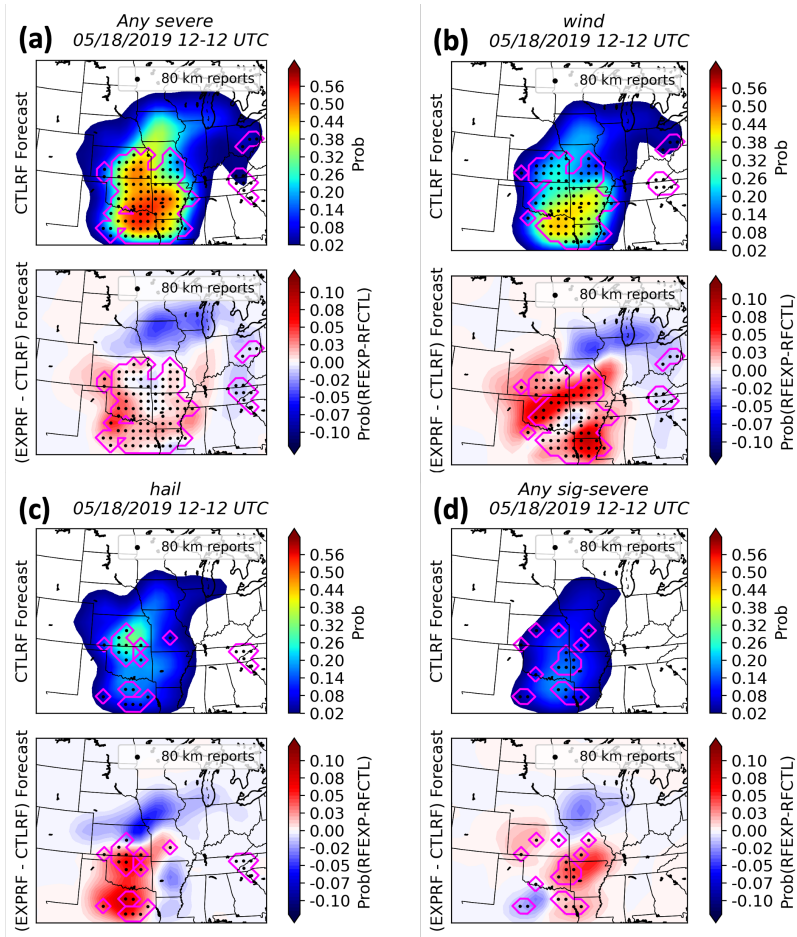 (a)
Any severe
05/18/2019 12-12 UTC
CTLRF Forecast
80 km reports
0.56
0.50
0.44
0.38
0.32
0.26
0.20
0.14
0.08
0.02
Prob
(EXPRF - CTLRF) Forecast
80 km reports
0.10
0.08
0.05
0.03
0.00
-0.02
-0.05
-0.07
-0.10
Prob(RFEXP-RFCTL)
(b)
wind
05/18/2019 12-12 UTC
CTLRF Forecast
80 km reports
0.56
0.50
0.44
0.38
0.32
0.26
0.20
0.14
0.08
0.02
Prob
(EXPRF - CTLRF) Forecast
80 km reports
0.10
0.08
0.05
0.03
0.00
-0.02
-0.05
-0.07
-0.10
Prob(RFEXP-RFCTL)
(c)
hail
05/18/2019 12-12 UTC
CTLRF Forecast
80 km reports
0.56
0.50
0.44
0.38
0.32
0.26
0.20
0.14
0.08
0.02
Prob
(EXPRF - CTLRF) Forecast
80 km reports
0.10
0.08
0.05
0.03
0.00
-0.02
-0.05
-0.07
-0.10
Prob(RFEXP-RFCTL)
(d)
Any sig-severe
05/18/2019 12-12 UTC
CTLRF Forecast
80 km reports
0.56
0.50
0.44
0.38
0.32
0.26
0.20
0.14
0.08
0.02
Prob
(EXPRF - CTLRF) Forecast
80 km reports
0.10
0.08
0.05
0.03
0.00
-0.02
-0.05
-0.07
-0.10
Prob(RFEXP-RFCTL)